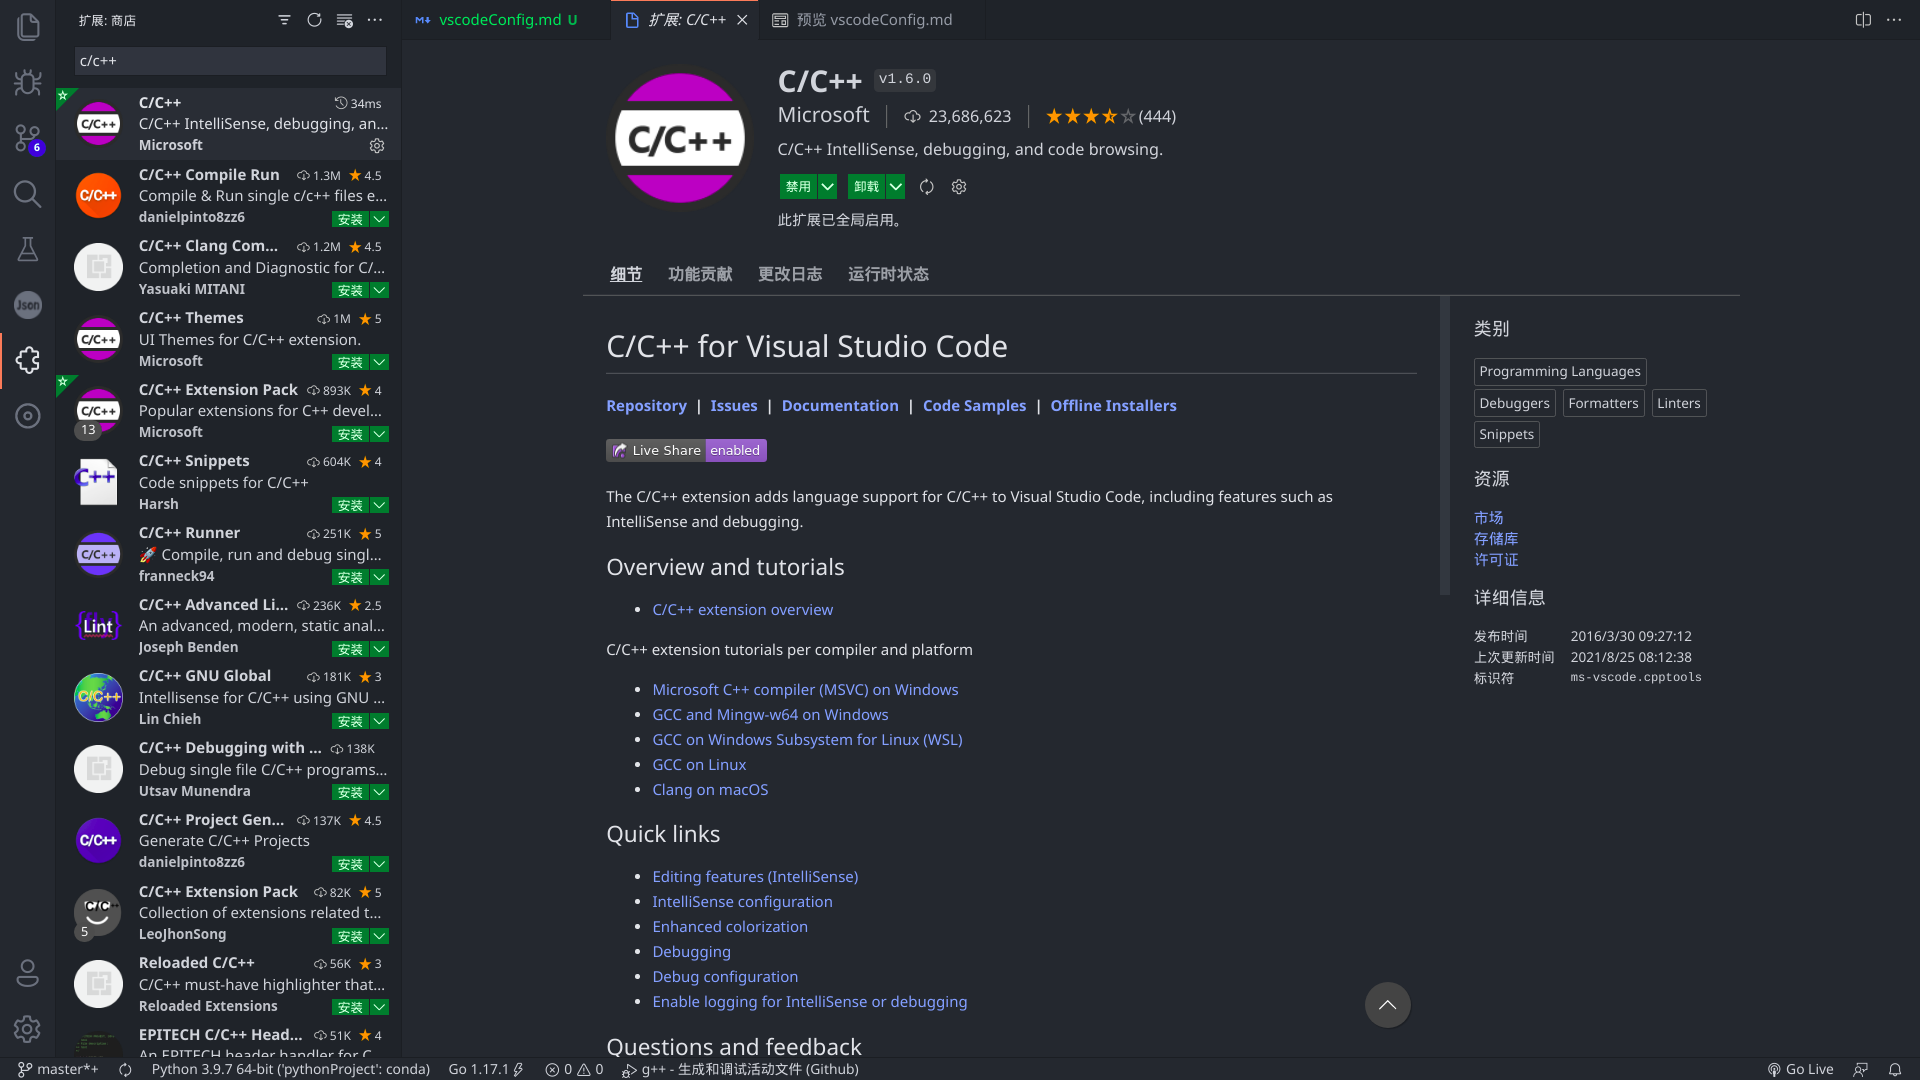 扩展: 商店
c/c++
C/C++ 34ms
C/C++ IntelliSense, debugging, an...
Microsoft
C/C++ Compile Run 1.3M 4.5
Compile & Run single c/c++ files e...
danielpinto8zz6 安装
C/C++ Clang Com... 1.2M 4.5
Completion and Diagnostic for C/...
Yasuaki MITANI 安装
C/C++ Themes 1M 5
UI Themes for C/C++ extension.
Microsoft 安装
C/C++ Extension Pack 893K 4
Popular extensions for C++ devel...
13
Microsoft 安装
C/C++ Snippets 604K 4
Code snippets for C/C++
Harsh 安装
C/C++ Runner 251K 5
🚀 Compile, run and debug singl...
franneck94 安装
C/C++ Advanced Li... 236K 2.5
An advanced, modern, static anal...
Joseph Benden 安装
C/C++ GNU Global 181K 3
Intellisense for C/C++ using GNU ...
Lin Chieh 安装
C/C++ Debugging with ... 138K
Debug single file C/C++ programs...
Utsav Munendra 安装
C/C++ Project Gen... 137K 4.5
Generate C/C++ Projects
danielpinto8zz6 安装
C/C++ Extension Pack 82K 5
Collection of extensions related t...
5
LeoJhonSong 安装
Reloaded C/C++ 56K 3
C/C++ must-have highlighter that...
Reloaded Extensions 安装
EPITECH C/C++ Head... 51K 4
An EPITECH header handler for C...
6
Json
C/C++
C/C++
C/C++
C/C++
C++
C/C++
Lint
C/C++
C/C++
C/C++
vscodeConfig.md U
扩展: C/C++
预览 vscodeConfig.md
C/C++
C/C++ v1.6.0
Microsoft 23,686,623 (444)
C/C++ IntelliSense, debugging, and code browsing.
禁用 卸载
此扩展已全局启用。
细节 功能贡献 更改日志 运行时状态
C/C++ for Visual Studio Code
Repository | Issues | Documentation | Code Samples | Offline Installers
Live Share enabled
The C/C++ extension adds language support for C/C++ to Visual Studio Code, including features such as
IntelliSense and debugging.
Overview and tutorials
• C/C++ extension overview
C/C++ extension tutorials per compiler and platform
• Microsoft C++ compiler (MSVC) on Windows
• GCC and Mingw-w64 on Windows
• GCC on Windows Subsystem for Linux (WSL)
• GCC on Linux
• Clang on macOS
Quick links
• Editing features (IntelliSense)
• IntelliSense configuration
• Enhanced colorization
• Debugging
• Debug configuration
• Enable logging for IntelliSense or debugging
Questions and feedback
类别
Programming Languages
Debuggers Formatters Linters
Snippets
资源
市场
存储库
许可证
详细信息
发布时间 2016/3/30 09:27:12
上次更新时间 2021/8/25 08:12:38
标识符 ms-vscode.cpptools
master*+ Python 3.9.7 64-bit ('pythonProject': conda) Go 1.17.1 0 0 g++ - 生成和调试活动文件 (Github) Go Live